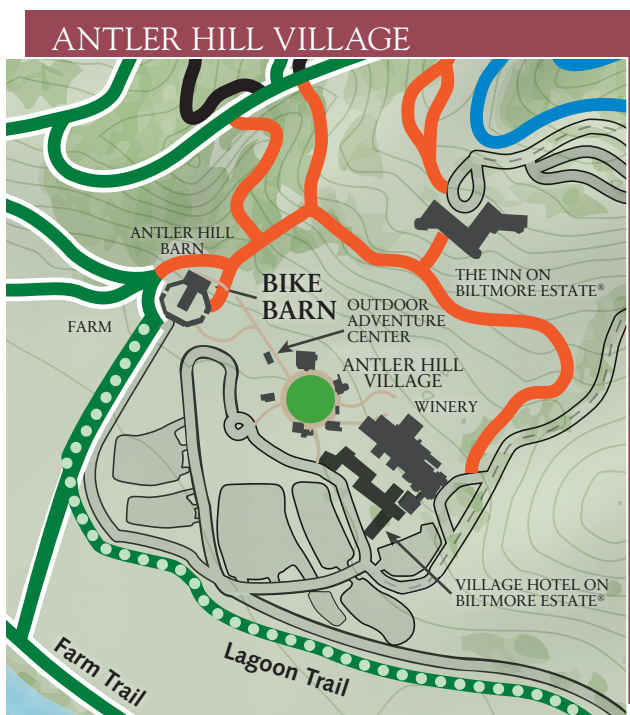 ANTLER HILL VILLAGE
ANTLER HILL
BARN
BIKE
BARN
THE INN ON
BILTMORE ESTATE®
OUTDOOR
ADVENTURE
CENTER
FARM
ANTLER HILL
VILLAGE
WINERY
VILLAGE HOTEL ON
BILTMORE ESTATE®
Farm Trail
Lagoon Trail